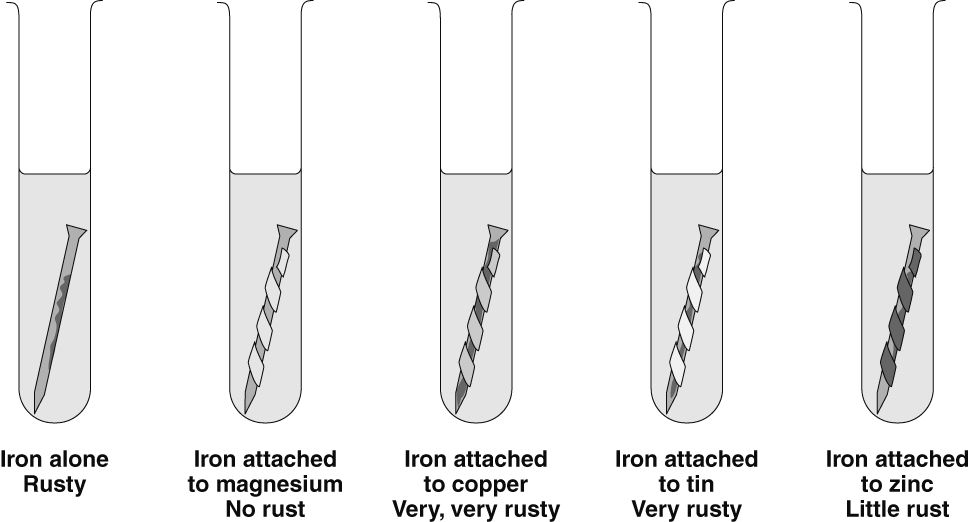 Iron alone
Rusty
Iron attached
to magnesium
No rust
Iron attached
to copper
Very, very rusty
Iron attached
to tin
Very rusty
Iron attached
to zinc
Little rust